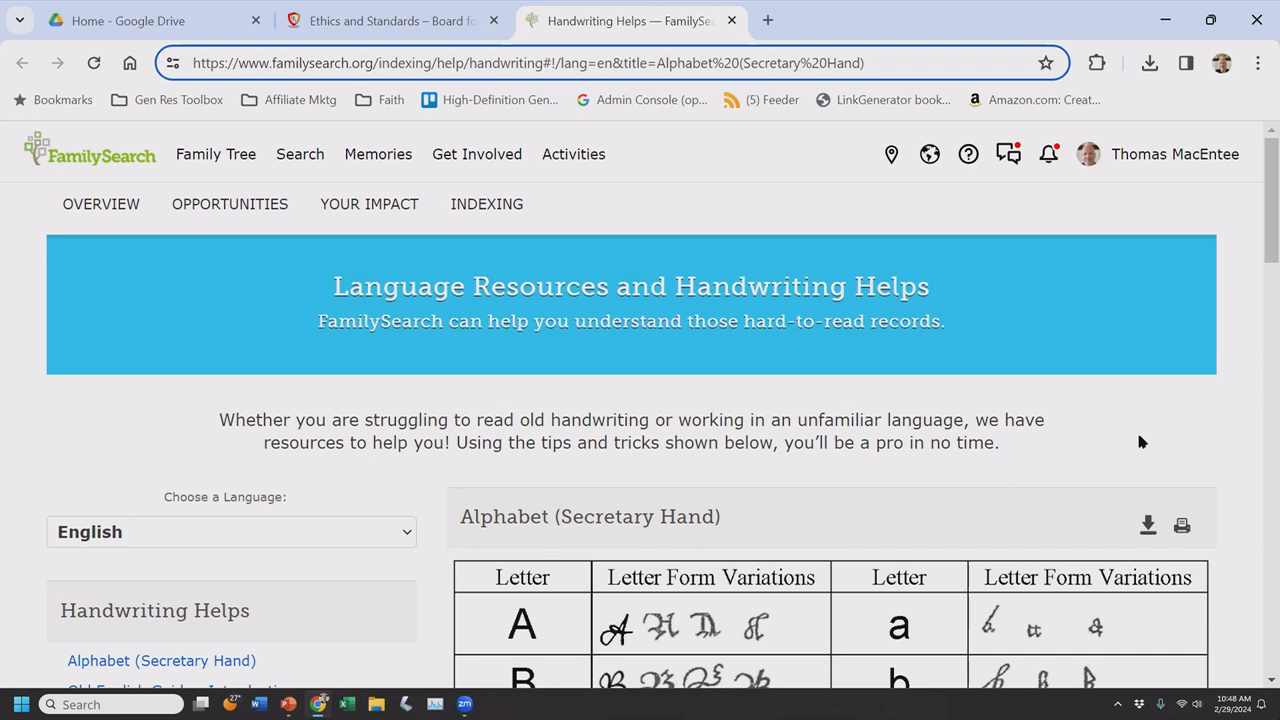 Home - Google Drive
Ethics and Standards – Board fo
Handwriting Helps — FamilySe
https://www.familysearch.org/indexing/help/handwriting#!/lang=en&title=Alphabet%20(Secretary%20Hand)
Bookmarks
Gen Res Toolbox
Affiliate Mktg
Faith
High-Definition Gen...
Admin Console (op...
(5) Feeder
LinkGenerator book...
Amazon.com: Creat...
FamilySearch
Family Tree
Search
Memories
Get Involved
Activities
Thomas MacEntee
OVERVIEW
OPPORTUNITIES
YOUR IMPACT
INDEXING
Language Resources and Handwriting Helps
FamilySearch can help you understand those hard-to-read records.
Whether you are struggling to read old handwriting or working in an unfamiliar language, we have
resources to help you! Using the tips and tricks shown below, you'll be a pro in no time.
Choose a Language:
English
Handwriting Helps
Alphabet (Secretary Hand)
Alphabet (Secretary Hand)
Letter
Letter Form Variations
Letter
Letter Form Variations
A
a
B
b
Search
27°
10:48 AM
2/29/2024